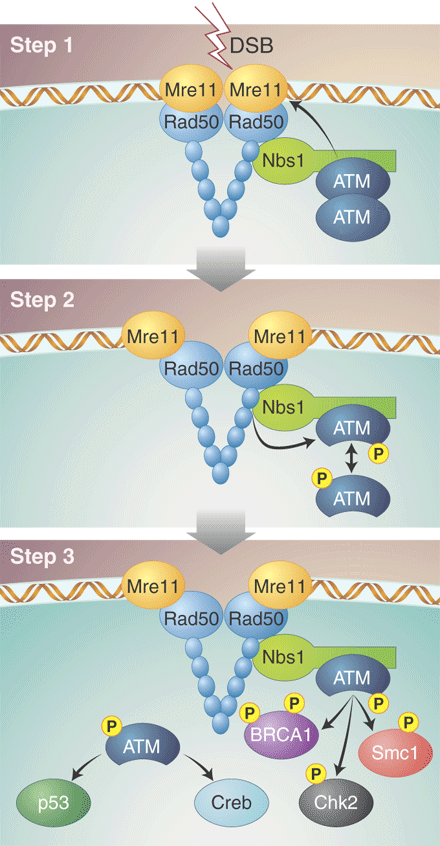 Step 1
DSB
Mre11 Mre11
Rad50 Rad50
Nbs1
ATM
ATM
Step 2
Mre11 Mre11
Rad50 Rad50
Nbs1
ATM
P
P
ATM
Step 3
Mre11 Mre11
Rad50 Rad50
Nbs1
ATM
P
P
P
BRCA1
P
Smc1
P
ATM
P
Chk2
p53
Creb